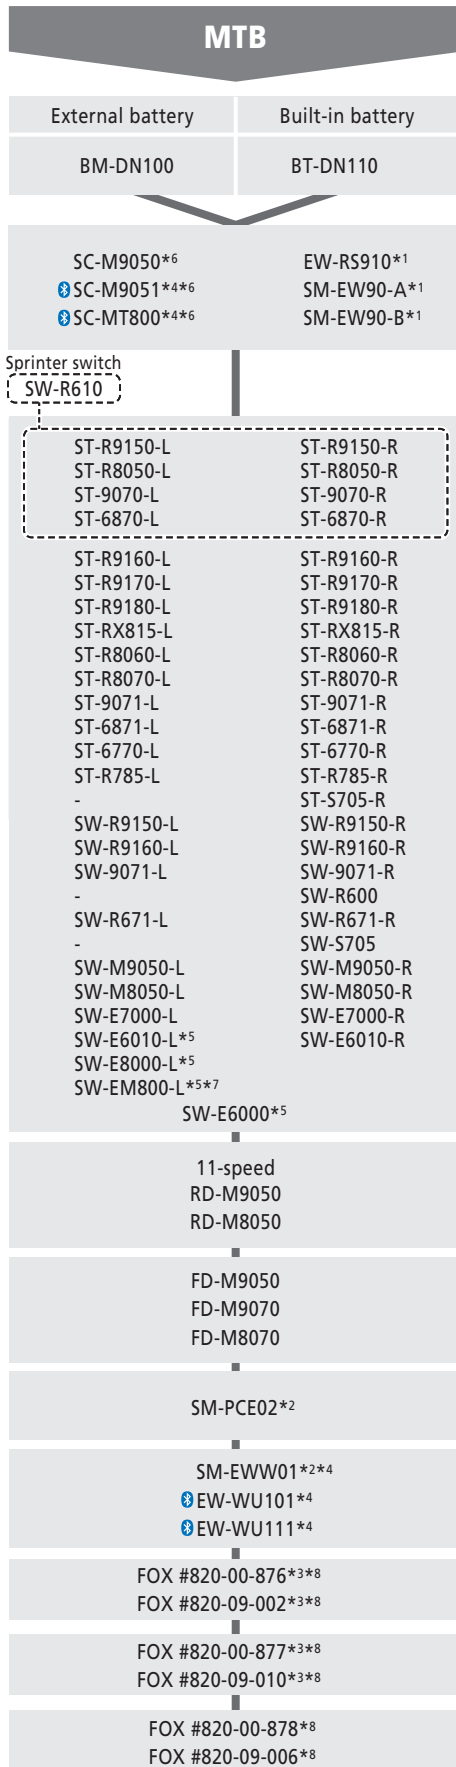 MTB
External battery Built-in battery
BM-DN100 BT-DN110
SC-M9050*6 EW-RS910*1
SC-M9051*4*6 SM-EW90-A*1
SC-MT800*4*6 SM-EW90-B*1
Sprinter switch
SW-R610
ST-R9150-L ST-R9150-R
ST-R8050-L ST-R8050-R
ST-9070-L ST-9070-R
ST-6870-L ST-6870-R
ST-R9160-L ST-R9160-R
ST-R9170-L ST-R9170-R
ST-R9180-L ST-R9180-R
ST-RX815-L ST-RX815-R
ST-R8060-L ST-R8060-R
ST-R8070-L ST-R8070-R
ST-9071-L ST-9071-R
ST-6871-L ST-6871-R
ST-6770-L ST-6770-R
ST-R785-L ST-R785-R
- ST-S705-R
SW-R9150-L SW-R9150-R
SW-R9160-L SW-R9160-R
SW-9071-L SW-9071-R
- SW-R600
SW-R671-L SW-R671-R
- SW-S705
SW-M9050-L SW-M9050-R
SW-M8050-L SW-M8050-R
SW-E7000-L SW-E7000-R
SW-E6010-L*5 SW-E6010-R
SW-E8000-L*5
SW-EM800-L*5*7
SW-E6000*5
11-speed
RD-M9050
RD-M8050
FD-M9050
FD-M9070
FD-M8070
SM-PCE02*2
SM-EWW01*2*4
EW-WU101*4
EW-WU111*4
FOX #820-00-876*3*8
FOX #820-09-002*3*8
FOX #820-00-877*3*8
FOX #820-09-010*3*8
FOX #820-00-878*8
FOX #820-09-006*8